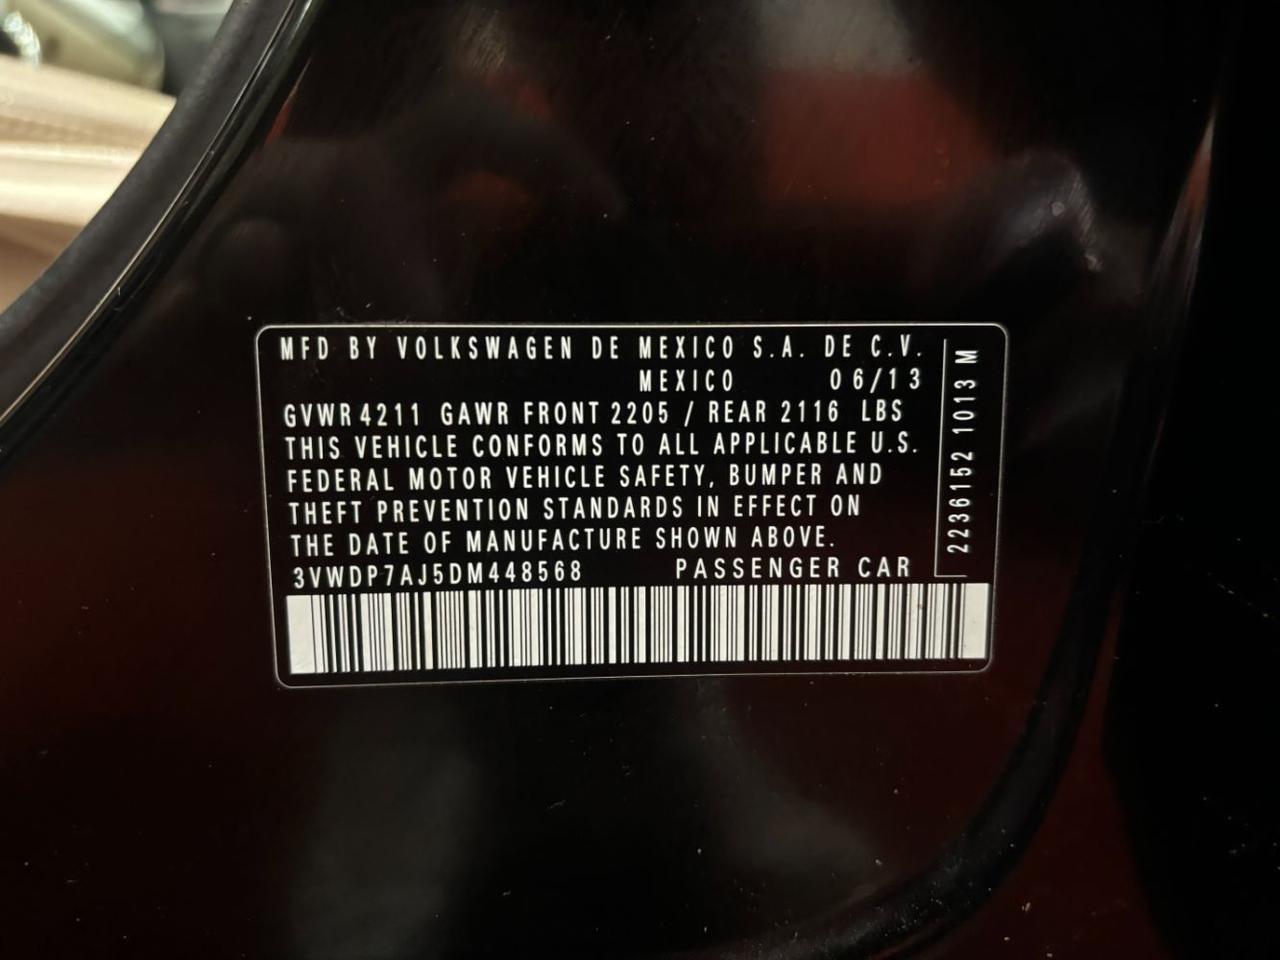 MFD BY VOLKSWAGEN DE MEXICO S.A. DE C.V.
MEXICO 06/13
GVWR 4211 GAWR FRONT 2205 / REAR 2116 LBS
THIS VEHICLE CONFORMS TO ALL APPLICABLE U.S.
FEDERAL MOTOR VEHICLE SAFETY, BUMPER AND
THEFT PREVENTION STANDARDS IN EFFECT ON
THE DATE OF MANUFACTURE SHOWN ABOVE.
3VWDP7AJ5DM448568 PASSENGER CAR
2236152 1013 M